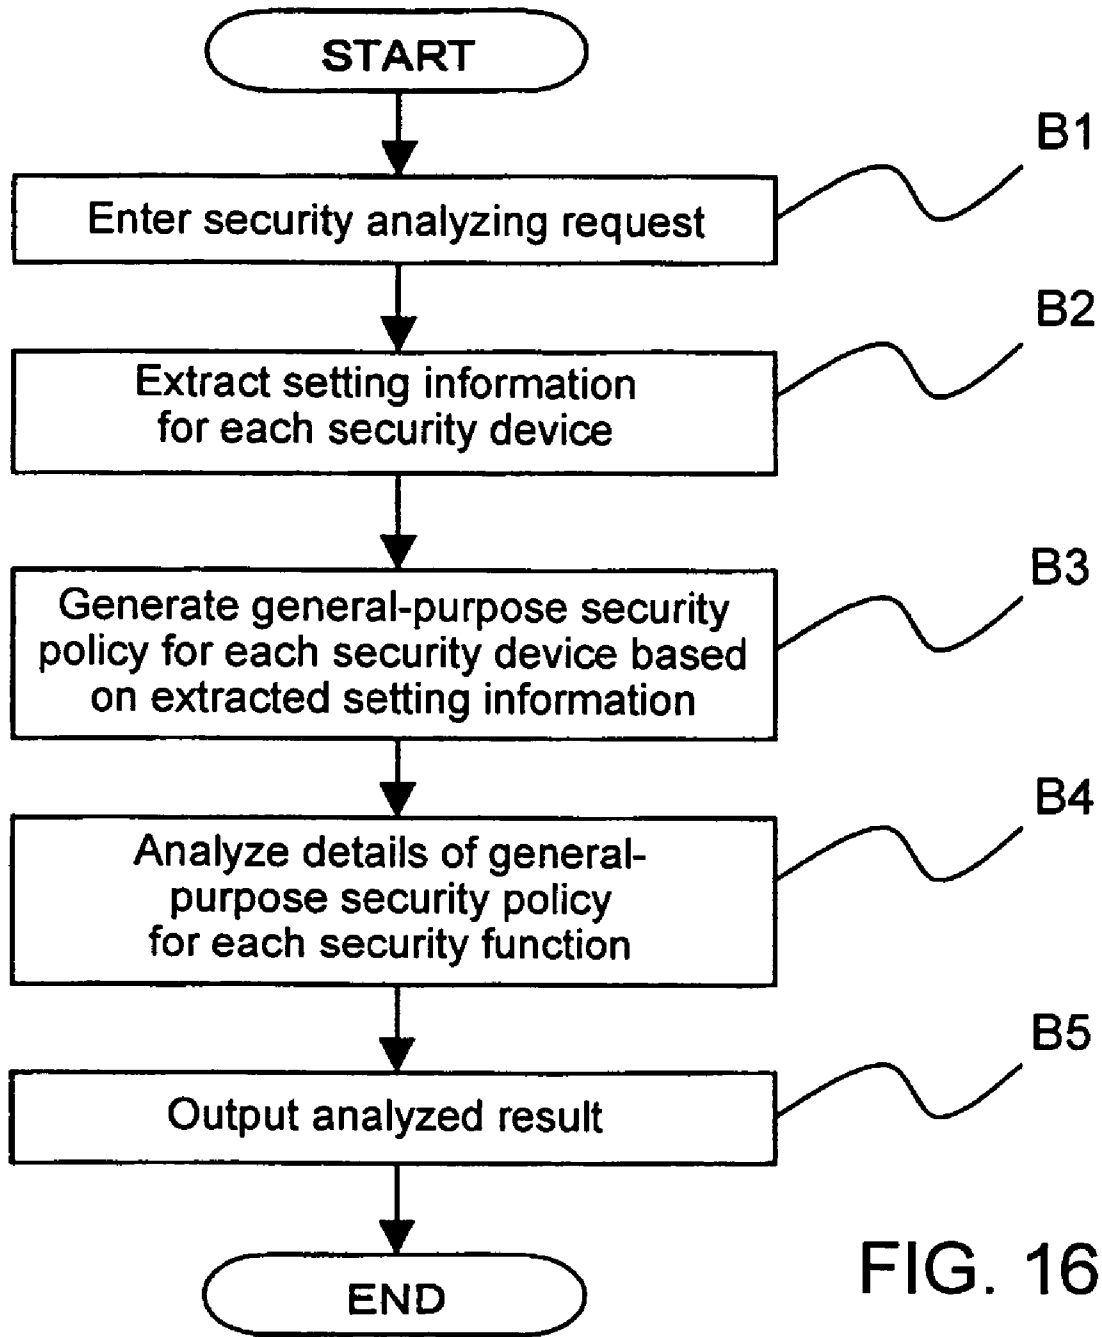 START
B1
Enter security analyzing request
B2
Extract setting information
for each security device
B3
Generate general-purpose security
policy for each security device based
on extracted setting information
B4
Analyze details of general-
purpose security policy
for each security function
B5
Output analyzed result
END
FIG. 16